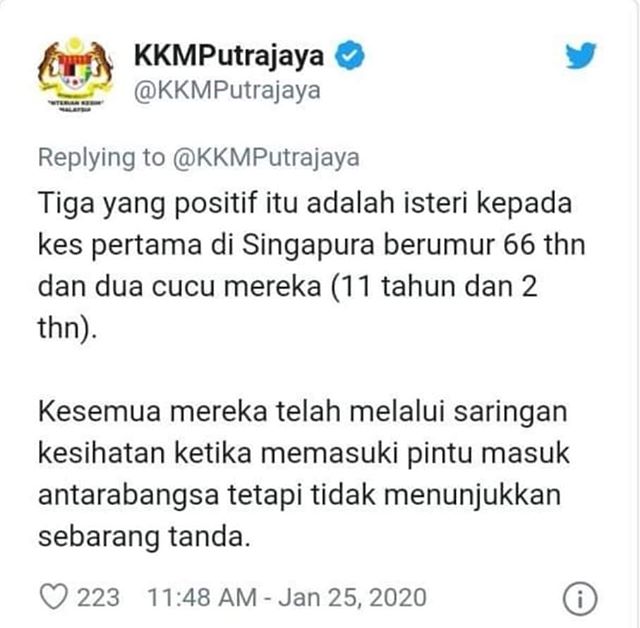 KKMPutrajaya
@KKMPutrajaya
Replying to @KKMPutrajaya
Tiga yang positif itu adalah isteri kepada
kes pertama di Singapura berumur 66 thn
dan dua cucu mereka (11 tahun dan 2
thn).
Kesemua mereka telah melalui saringan
kesihatan ketika memasuki pintu masuk
antarabangsa tetapi tidak menunjukkan
sebarang tanda.
223 11:48 AM - Jan 25, 2020